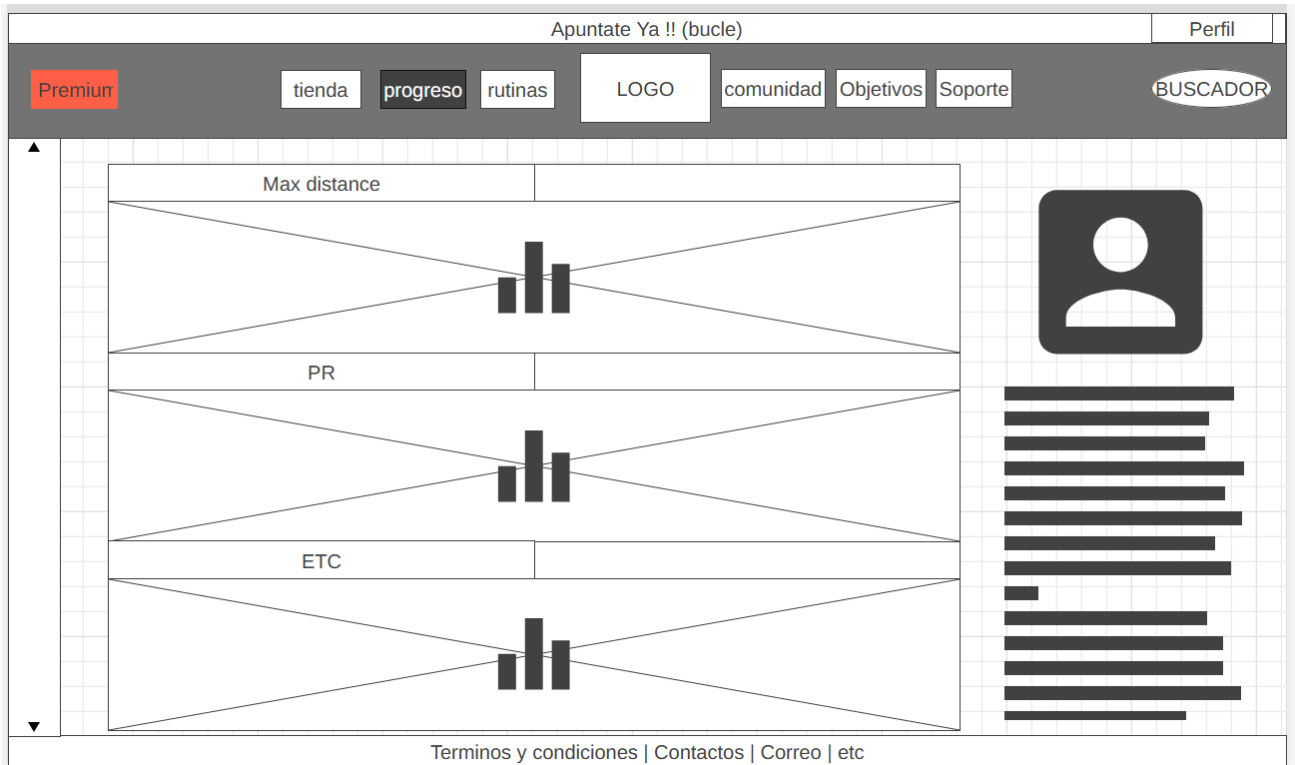 Apuntate Ya !! (bucle)
Perfil
Premium
tienda
progreso
rutinas
LOGO
comunidad
Objetivos
Soporte
BUSCADOR
Max distance
PR
ETC
Terminos y condiciones | Contactos | Correo | etc